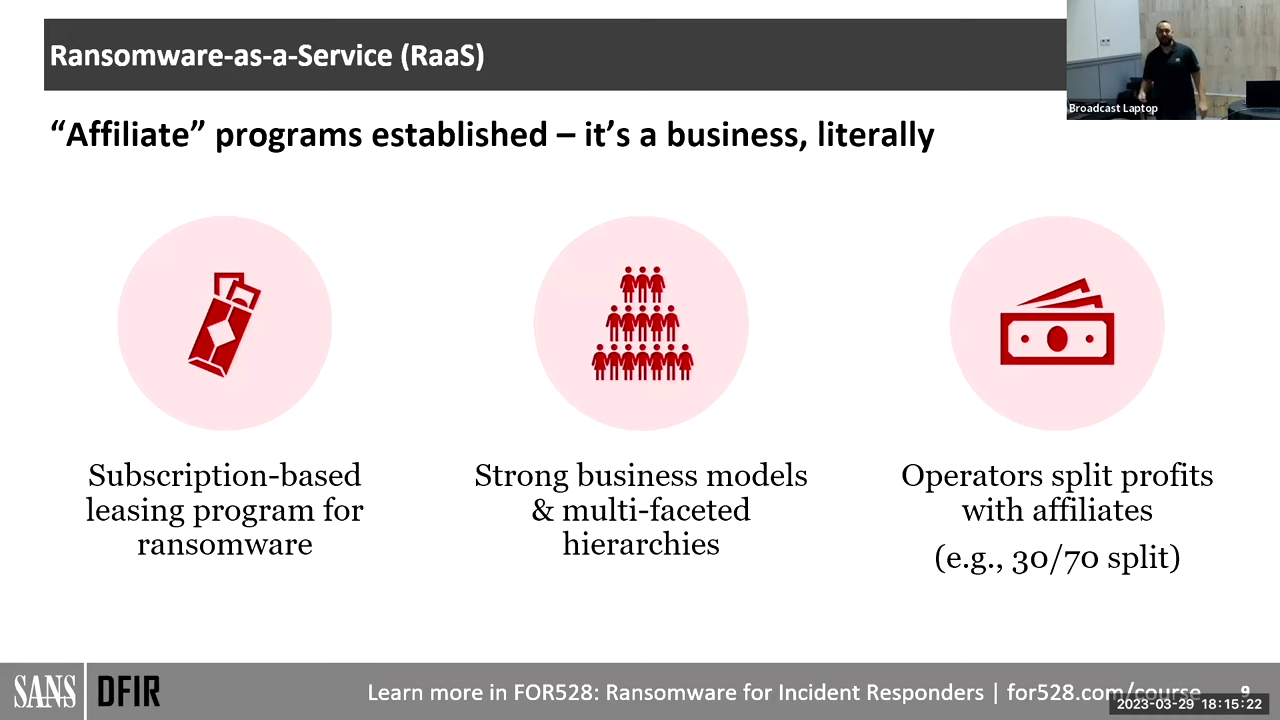 Ransomware-as-a-Service (RaaS)
Broadcast Laptop
“Affiliate” programs established – it’s a business, literally
Subscription-based
leasing program for
ransomware
Strong business models
& multi-faceted
hierarchies
Operators split profits
with affiliates
(e.g., 30/70 split)
SANS DFIR
Learn more in FOR528: Ransomware for Incident Responders | for528.com/course 9
2023-03-29 18:15:22